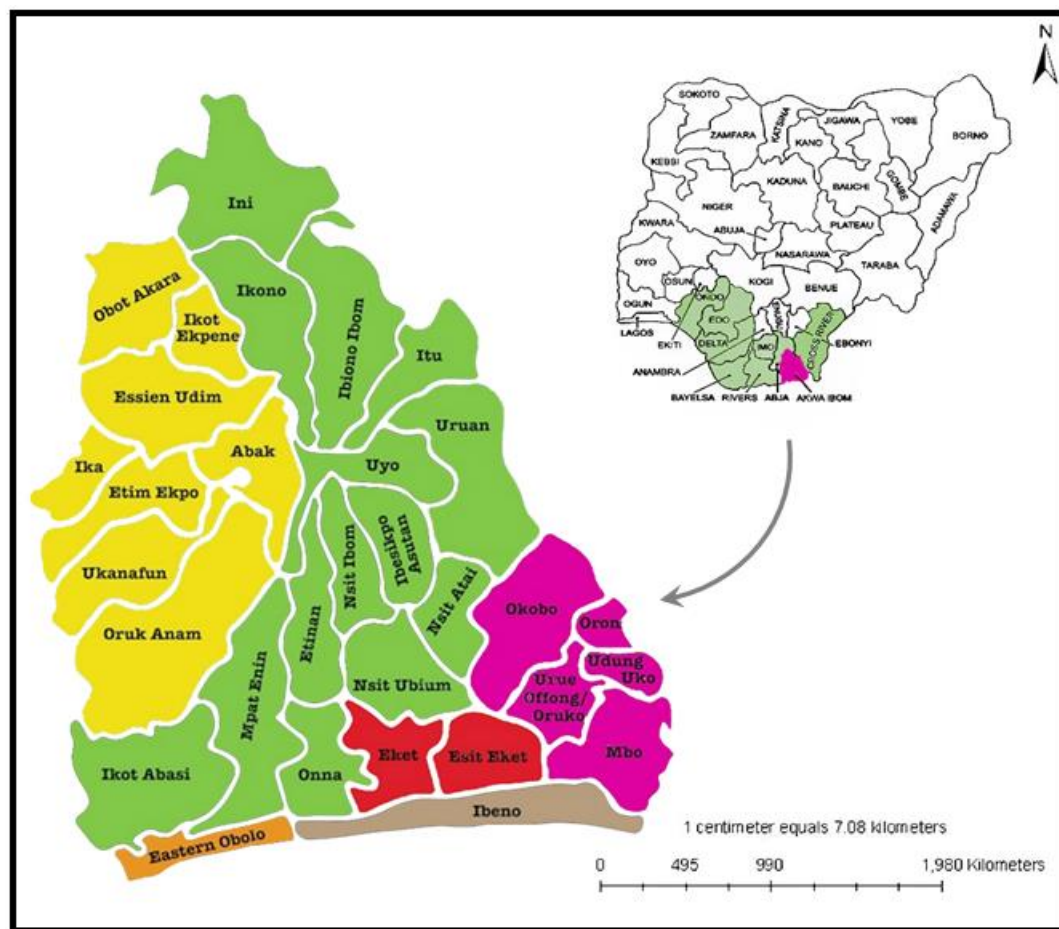 N
SOKOTO
ZAMFARA
KATSINA
JIGAWA
YOBE
BORNO
KANO
KEBSI
KADUNA
BAUCHI
GOMBE
ADAMAWA
NIGER
KWARA
ABUJA
PLATEAU
NASARAWA
TARABA
OYO
OSUN
KOGI
BENUE
OGUN
ONDO
EDO
LAGOS
EKITI
DELTA
IMO
CROSS RIVER
EBONYI
ANAMBRA
BAYELSA
RIVERS
ABJA
AKWA IBOM
Ini
Obot Akara
Ikono
Ikot
Ekpene
Ibiono Ibom
Itu
Essien Udim
Uruan
Ika
Abak
Uyo
Etim Ekpo
Ibesikpo
Asutan
Nsit Ibom
Ukanafun
Nsit Atai
Okobo
Oron
Oruk Anam
Etinan
Udung
Uko
Mpat Enin
Nsit Ubium
Urue
Offong/
Oruko
Ikot Abasi
Onna
Eket
Esit Eket
Mbo
Ibeno
Eastern Obolo
1 centimeter equals 7.08 kilometers
0 495 990 1,980 Kilometers